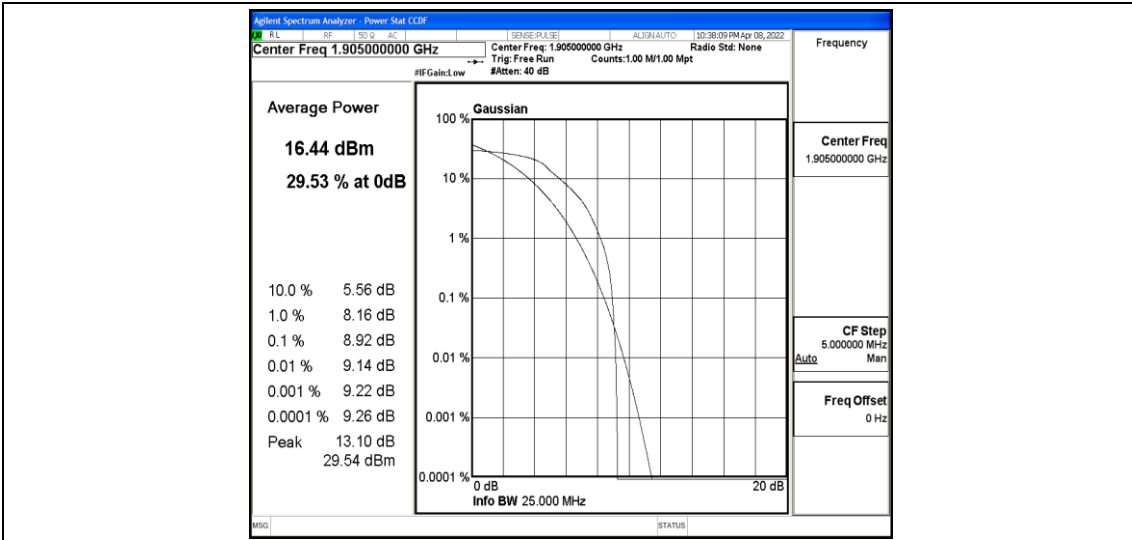 Agilent Spectrum Analyzer - Power Stat CCDF
RL RF 50 Ω AC SENSE:PULSE ALIGNAUTO 10:38:09 PM Apr 08, 2022
Center Freq 1.905000000 GHz
Center Freq: 1.905000000 GHz Radio Std: None
Trig: Free Run Counts:1.00 M/1.00 Mpt
#IFGain:Low #Atten: 40 dB
Frequency
Average Power
16.44 dBm
29.53 % at 0dB
10.0 % 5.56 dB
1.0 % 8.16 dB
0.1 % 8.92 dB
0.01 % 9.14 dB
0.001 % 9.22 dB
0.0001 % 9.26 dB
Peak 13.10 dB
29.54 dBm
Gaussian
100 %
10 %
1 %
0.1 %
0.01 %
0.001 %
0.0001 %
0 dB 20 dB
Info BW 25.000 MHz
Center Freq
1.905000000 GHz
CF Step
5.000000 MHz
Auto Man
Freq Offset
0 Hz
MSG STATUS